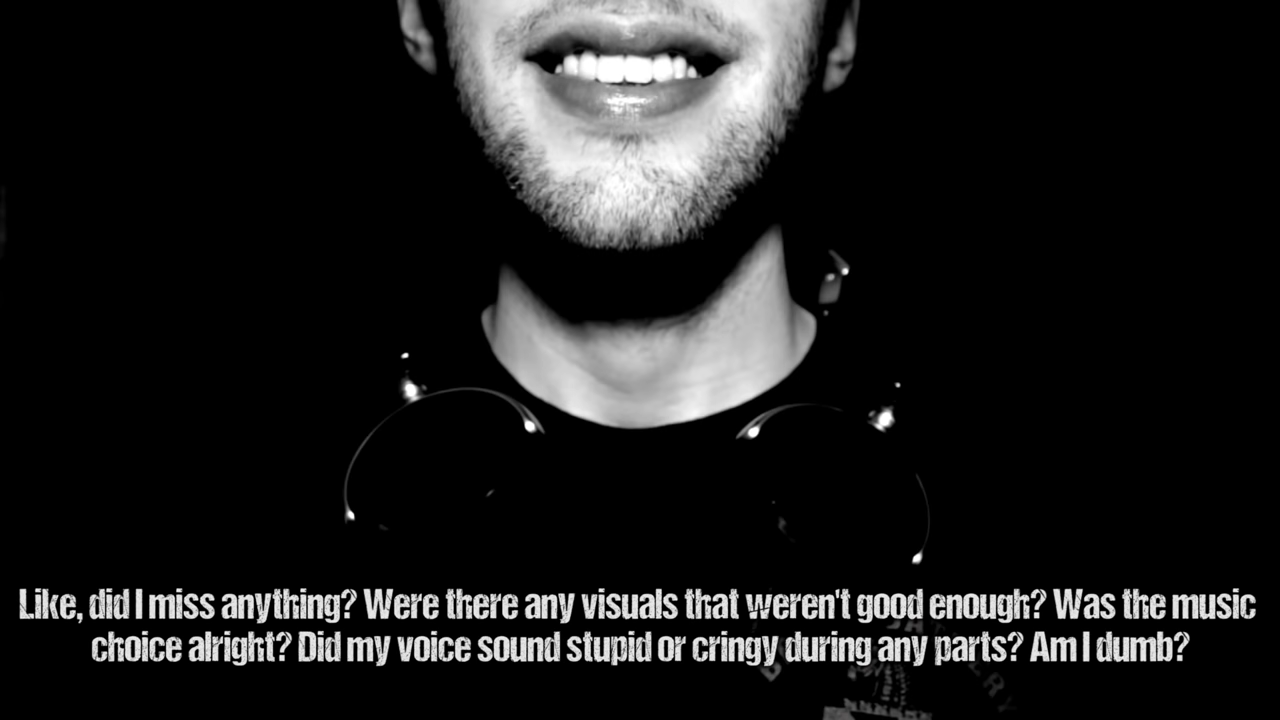 Like, did I miss anything? Were there any visuals that weren't good enough? Was the music
choice alright? Did my voice sound stupid or cringy during any parts? Am I dumb?